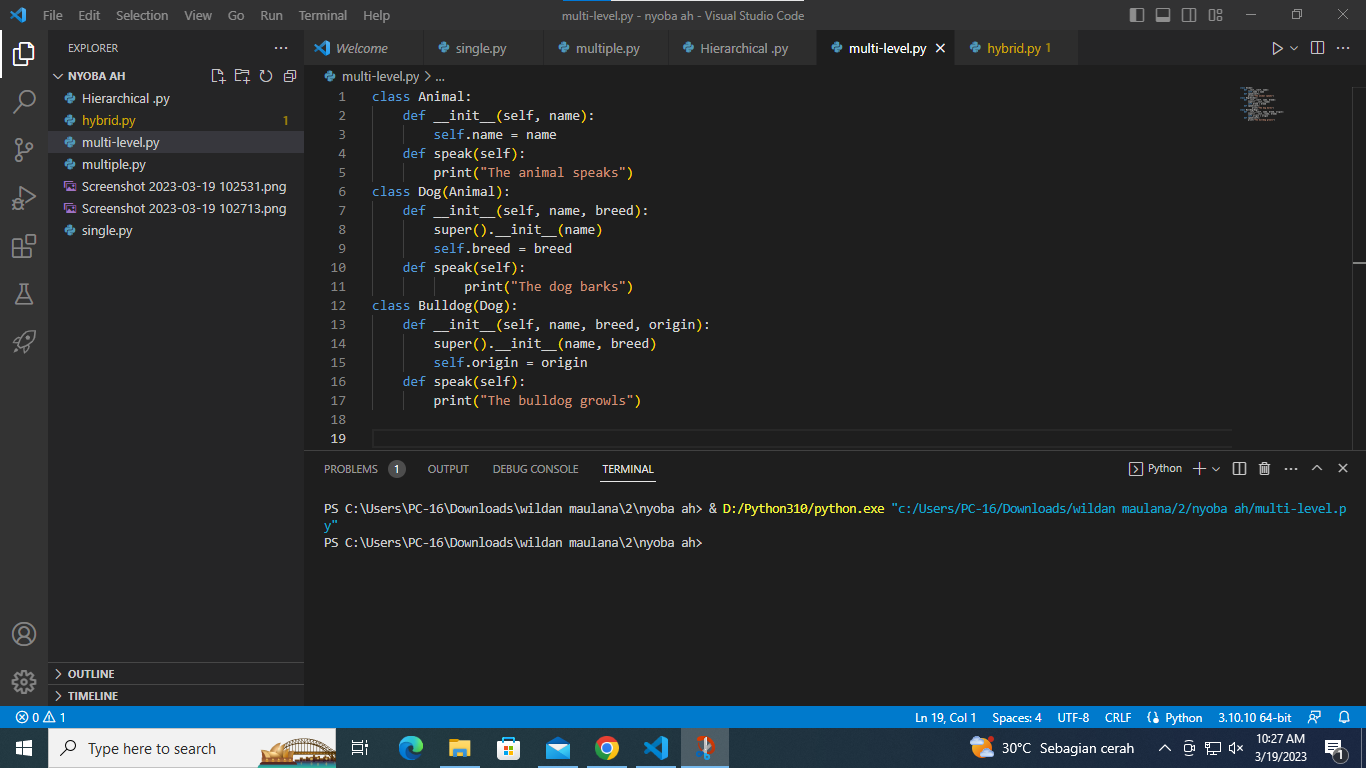 File Edit Selection View Go Run Terminal Help
multi-level.py - nyoba ah - Visual Studio Code
EXPLORER
NYOBA AH
Hierarchical .py
hybrid.py 1
multi-level.py
multiple.py
Screenshot 2023-03-19 102531.png
Screenshot 2023-03-19 102713.png
single.py
OUTLINE
TIMELINE
Welcome single.py multiple.py Hierarchical .py multi-level.py hybrid.py 1
multi-level.py > ...
1 class Animal:
2     def __init__(self, name):
3         self.name = name
4     def speak(self):
5         print("The animal speaks")
6 class Dog(Animal):
7     def __init__(self, name, breed):
8         super().__init__(name)
9         self.breed = breed
10     def speak(self):
11             print("The dog barks")
12 class Bulldog(Dog):
13     def __init__(self, name, breed, origin):
14         super().__init__(name, breed)
15         self.origin = origin
16     def speak(self):
17         print("The bulldog growls")
18
19
PROBLEMS 1 OUTPUT DEBUG CONSOLE TERMINAL
Python
PS C:\Users\PC-16\Downloads\wildan maulana\2\nyoba ah> & D:/Python310/python.exe "c:/Users/PC-16/Downloads/wildan maulana/2/nyoba ah/multi-level.p
y"
PS C:\Users\PC-16\Downloads\wildan maulana\2\nyoba ah>
0 1
Ln 19, Col 1 Spaces: 4 UTF-8 CRLF Python 3.10.10 64-bit
Type here to search
30°C Sebagian cerah
10:27 AM
3/19/2023
1